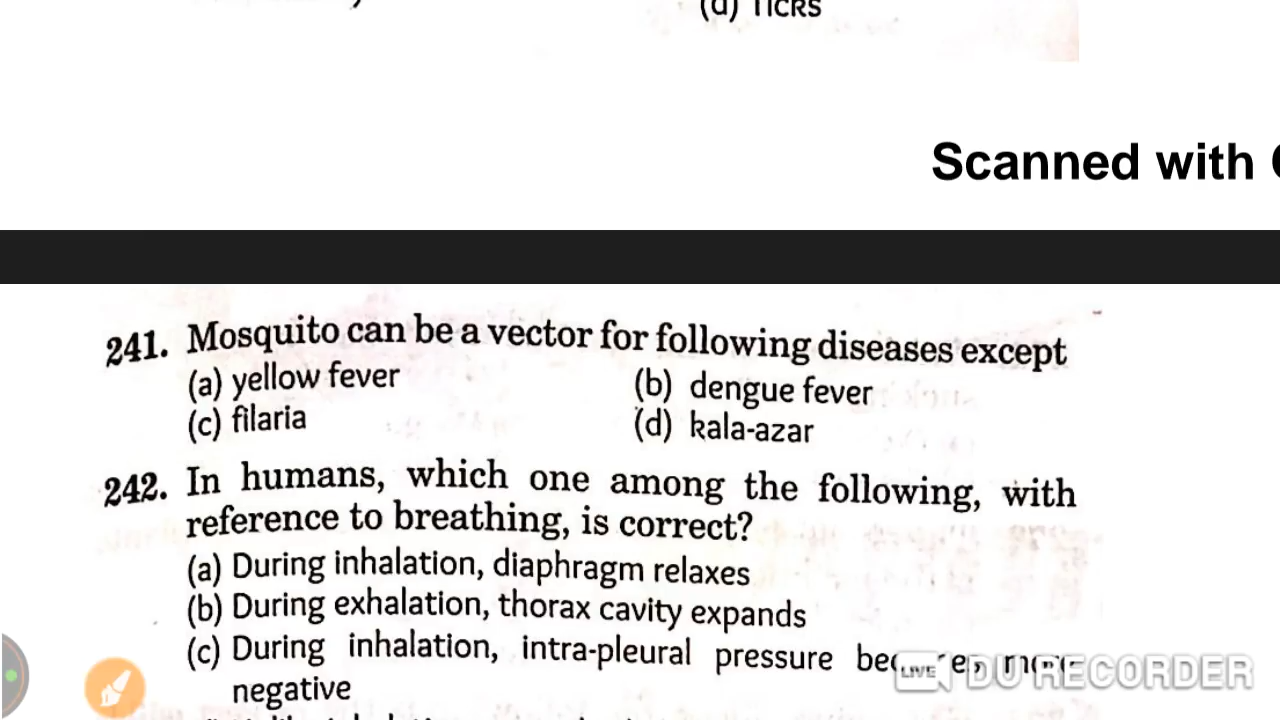 (d) Ticks
Scanned with
241. Mosquito can be a vector for following diseases except
(a) yellow fever
(b) dengue fever
(c) filaria
(d) kala-azar
242. In humans, which one among the following, with
reference to breathing, is correct?
(a) During inhalation, diaphragm relaxes
(b) During exhalation, thorax cavity expands
(c) During inhalation, intra-pleural pressure
negative
LIVE DU RECORDER